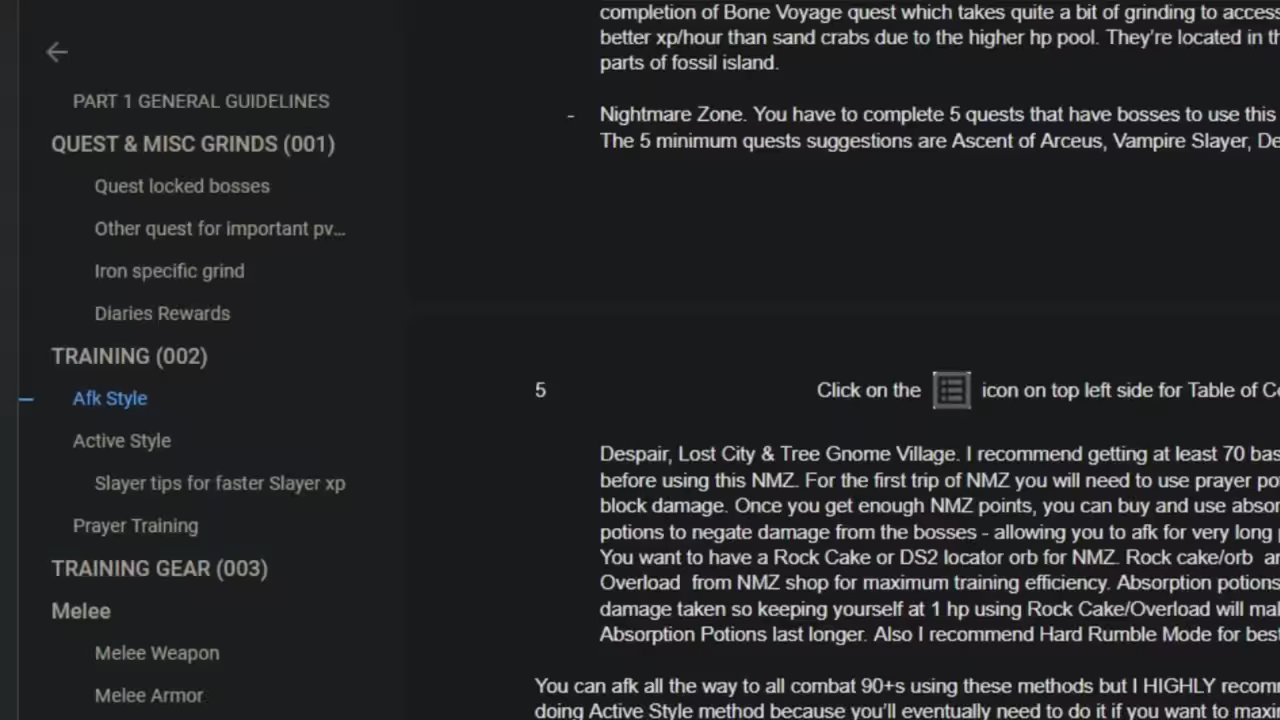 PART 1 GENERAL GUIDELINES
QUEST & MISC GRINDS (001)
Quest locked bosses
Other quest for important pv...
Iron specific grind
Diaries Rewards
TRAINING (002)
Afk Style
Active Style
Slayer tips for faster Slayer xp
Prayer Training
TRAINING GEAR (003)
Melee
Melee Weapon
Melee Armor
completion of Bone Voyage quest which takes quite a bit of grinding to access
better xp/hour than sand crabs due to the higher hp pool. They're located in th
parts of fossil island.
- Nightmare Zone. You have to complete 5 quests that have bosses to use this
The 5 minimum quests suggestions are Ascent of Arceus, Vampire Slayer, De
5 Click on the icon on top left side for Table of Co
Despair, Lost City & Tree Gnome Village. I recommend getting at least 70 bas
before using this NMZ. For the first trip of NMZ you will need to use prayer po
block damage. Once you get enough NMZ points, you can buy and use absor
potions to negate damage from the bosses - allowing you to afk for very long
You want to have a Rock Cake or DS2 locator orb for NMZ. Rock cake/orb an
Overload from NMZ shop for maximum training efficiency. Absorption potions
damage taken so keeping yourself at 1 hp using Rock Cake/Overload will mak
Absorption Potions last longer. Also I recommend Hard Rumble Mode for best
You can afk all the way to all combat 90+s using these methods but I HIGHLY recom
doing Active Style method because you'll eventually need to do it if you want to maxi